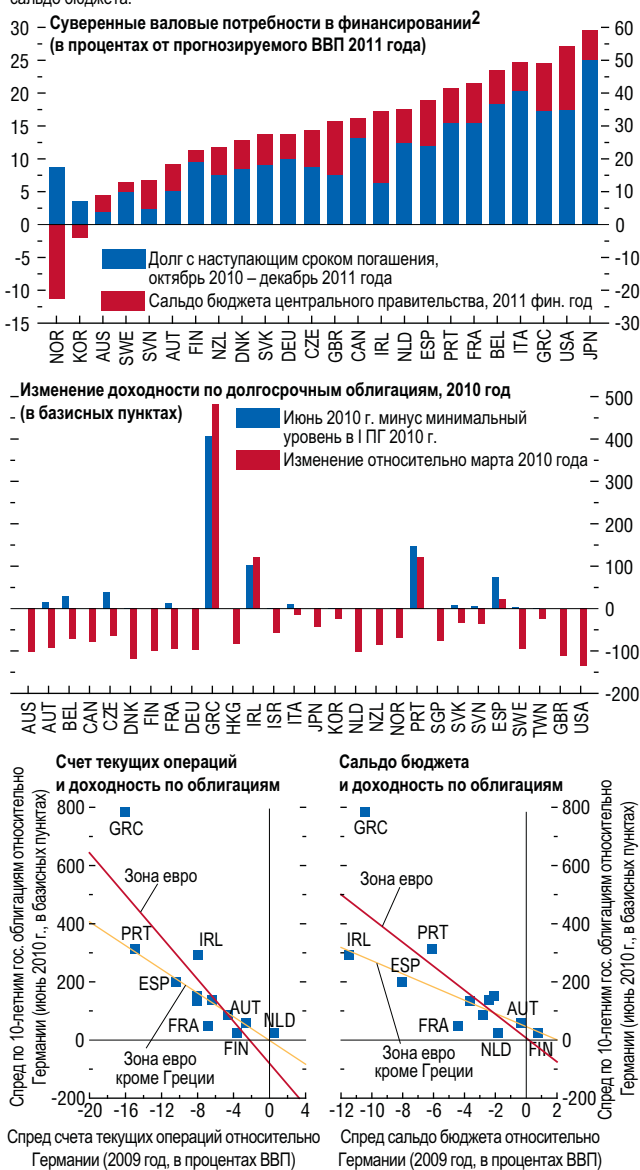 сальдо бюджета.
Суверенные валовые потребности в финансировании2
(в процентах от прогнозируемого ВВП 2011 года)
30
25
20
15
10
5
0
-5
-10
-15
60
50
40
30
20
10
0
-10
-20
-30
Долг с наступающим сроком погашения,
октябрь 2010 – декабрь 2011 года
Сальдо бюджета центрального правительства, 2011 фин. год
NOR KOR AUS SWE SVN AUT FIN NZL DNK SVK DEU CZE GBR CAN IRL NLD ESP PRT FRA BEL ITA GRC USA JPN
Изменение доходности по долгосрочным облигациям, 2010 год
(в базисных пунктах)
Июнь 2010 г. минус минимальный
уровень в I ПГ 2010 г.
Изменение относительно марта 2010 года
500
400
300
200
100
0
-100
-200
AUS AUT BEL CAN CZE DNK FIN FRA DEU GRC HKG IRL ISR ITA JPN KOR NLD NZL NOR PRT SGP SVK SVN ESP SWE TWN GBR USA
Счет текущих операций
и доходность по облигациям
Спред по 10-летним гос. облигациям относительно
Германии (июнь 2010 г., в базисных пунктах)
800
600
400
200
0
-200
GRC
Зона евро
PRT
IRL
ESP
AUT
FRA
NLD
FIN
Зона евро
кроме Греции
-20 -16 -12 -8 -4 0 4
Спред счета текущих операций относительно
Германии (2009 год, в процентах ВВП)
Сальдо бюджета
и доходность по облигациям
GRC
Зона евро
PRT
IRL
ESP
AUT
FRA
NLD
FIN
Зона евро
кроме Греции
800
600
400
200
0
-200
-12 -10 -8 -6 -4 -2 0 2
Спред по 10-летним гос. облигациям относительно
Германии (июнь 2010 г., в базисных пунктах)
Спред сальдо бюджета относительно
Германии (2009 год, в процентах ВВП)